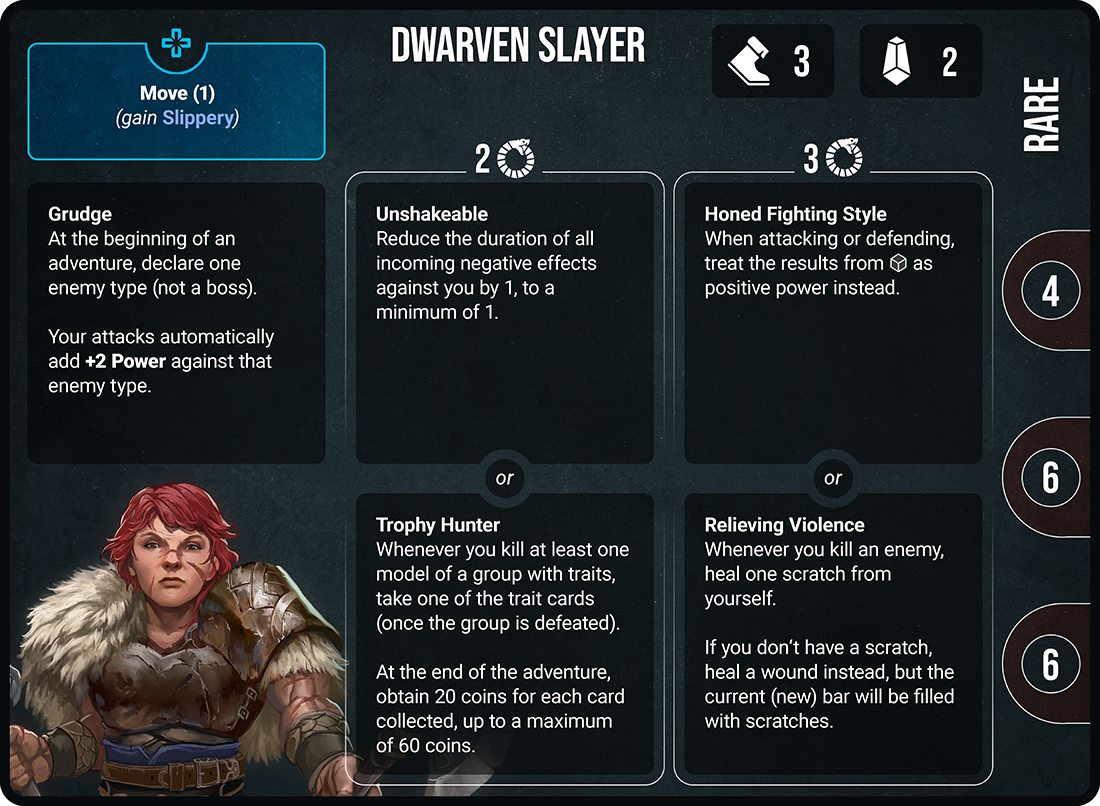 DWARVEN SLAYER
3
2
RARE
Move (1)
(gain Slippery)
Grudge
At the beginning of an
adventure, declare one
enemy type (not a boss).
Your attacks automatically
add +2 Power against that
enemy type.
2
Unshakeable
Reduce the duration of all
incoming negative effects
against you by 1, to a
minimum of 1.
or
Trophy Hunter
Whenever you kill at least one
model of a group with traits,
take one of the trait cards
(once the group is defeated).
At the end of the adventure,
obtain 20 coins for each card
collected, up to a maximum
of 60 coins.
3
Honed Fighting Style
When attacking or defending,
treat the results from as
positive power instead.
or
Relieving Violence
Whenever you kill an enemy,
heal one scratch from
yourself.
If you don‘t have a scratch,
heal a wound instead, but the
current (new) bar will be filled
with scratches.
4
6
6